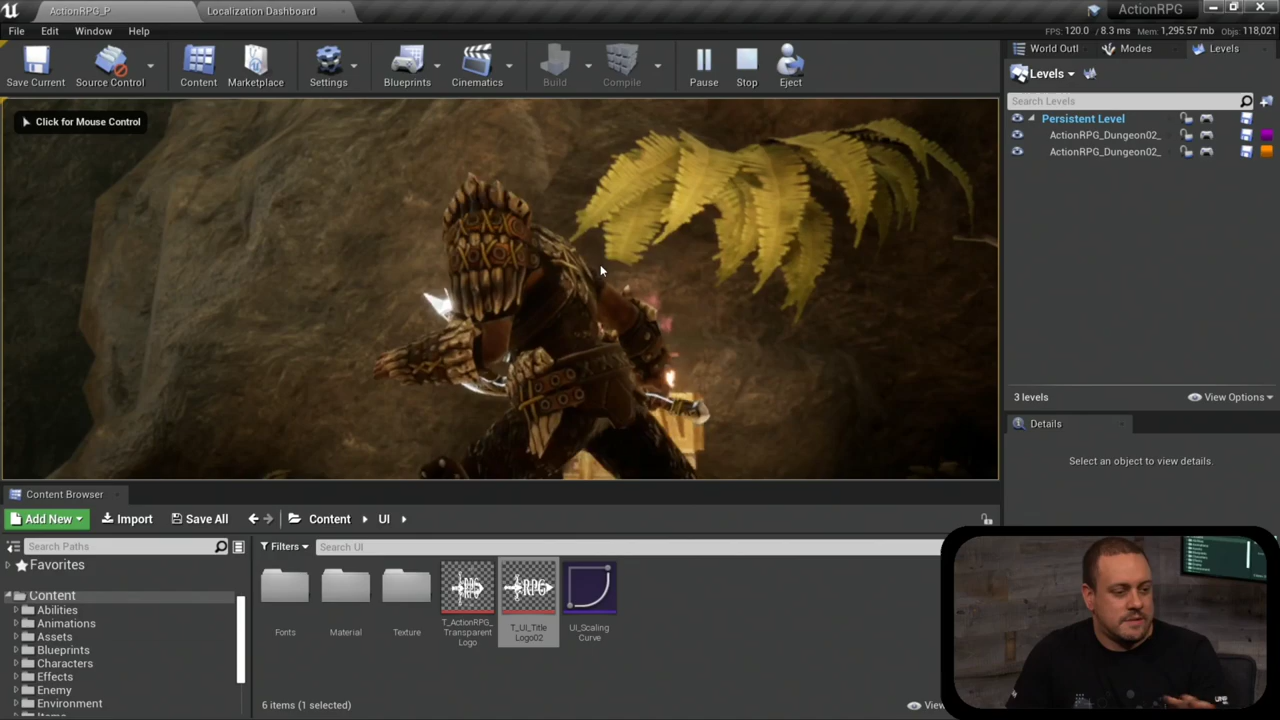 ActionRPG_P
Localization Dashboard
ActionRPG
File
Edit
Window
Help
FPS: 120.0 / 8.3 ms
Mem: 1,295.57 mb
Objs: 118,021
Save Current
Source Control
Content
Marketplace
Settings
Blueprints
Cinematics
Build
Compile
Pause
Stop
Eject
World Outl
Modes
Levels
Levels
Search Levels
Persistent Level
ActionRPG_Dungeon02_
ActionRPG_Dungeon02_
3 levels
View Options
Details
Select an object to view details.
Click for Mouse Control
Content Browser
Add New
Import
Save All
Content
UI
Search Paths
Filters
Search UI
Favorites
Content
Abilities
Animations
Assets
Blueprints
Characters
Effects
Enemy
Environment
Items
Fonts
Material
Texture
T_ActionRPG_
Transparent
Logo
T_UI_Title
Logo02
UI_Scaling
Curve
6 items (1 selected)